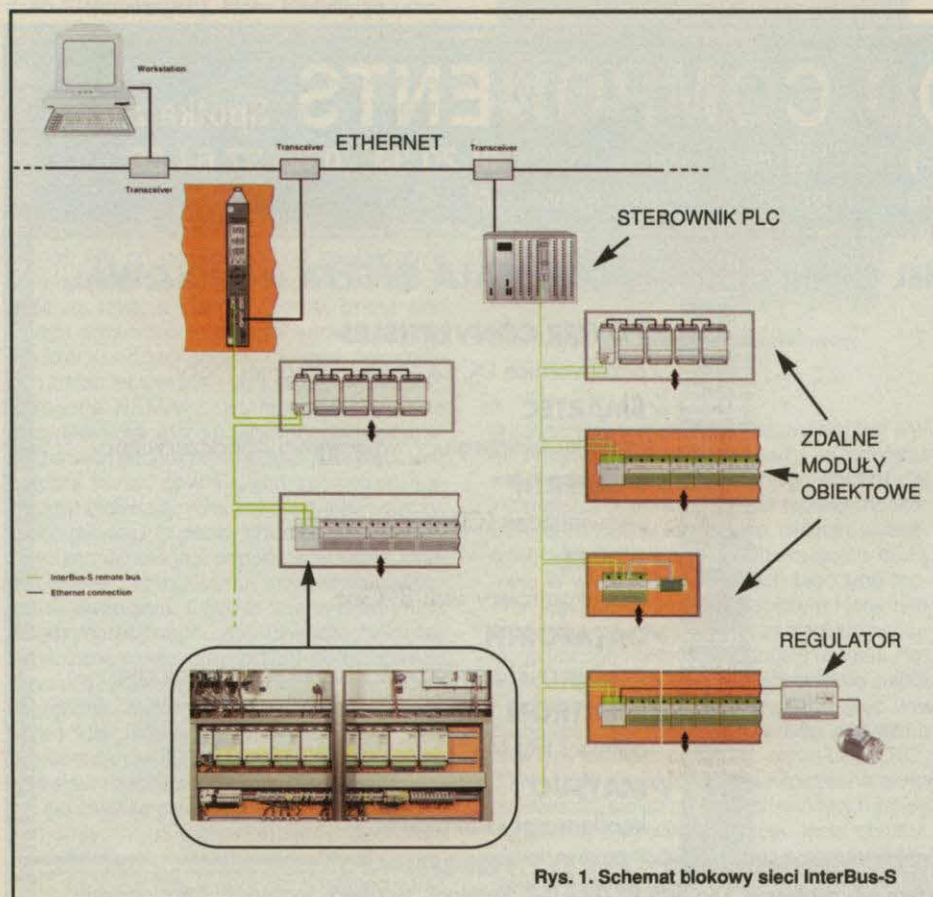 Workstation
Transceiver
ETHERNET
Transceiver
Transceiver
STEROWNIK PLC
ZDALNE
MODUŁY
OBIEKTOWE
REGULATOR
InterBus-S remote bus
Ethernet connection
Rys. 1. Schemat blokowy sieci InterBus-S